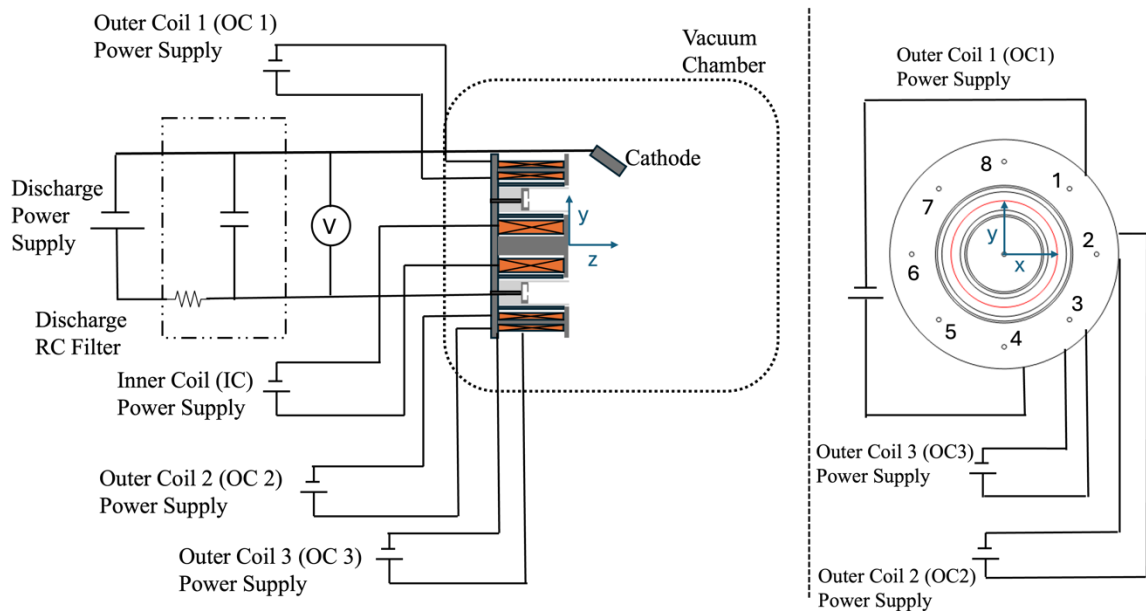 Outer Coil 1 (OC 1)
Power Supply
Vacuum
Chamber
Cathode
Discharge
Power
Supply
V
y
z
Discharge
RC Filter
Inner Coil (IC)
Power Supply
Outer Coil 2 (OC 2)
Power Supply
Outer Coil 3 (OC 3)
Power Supply
Outer Coil 1 (OC1)
Power Supply
8
1
7
2
y
x
6
3
5
4
Outer Coil 3 (OC3)
Power Supply
Outer Coil 2 (OC2)
Power Supply